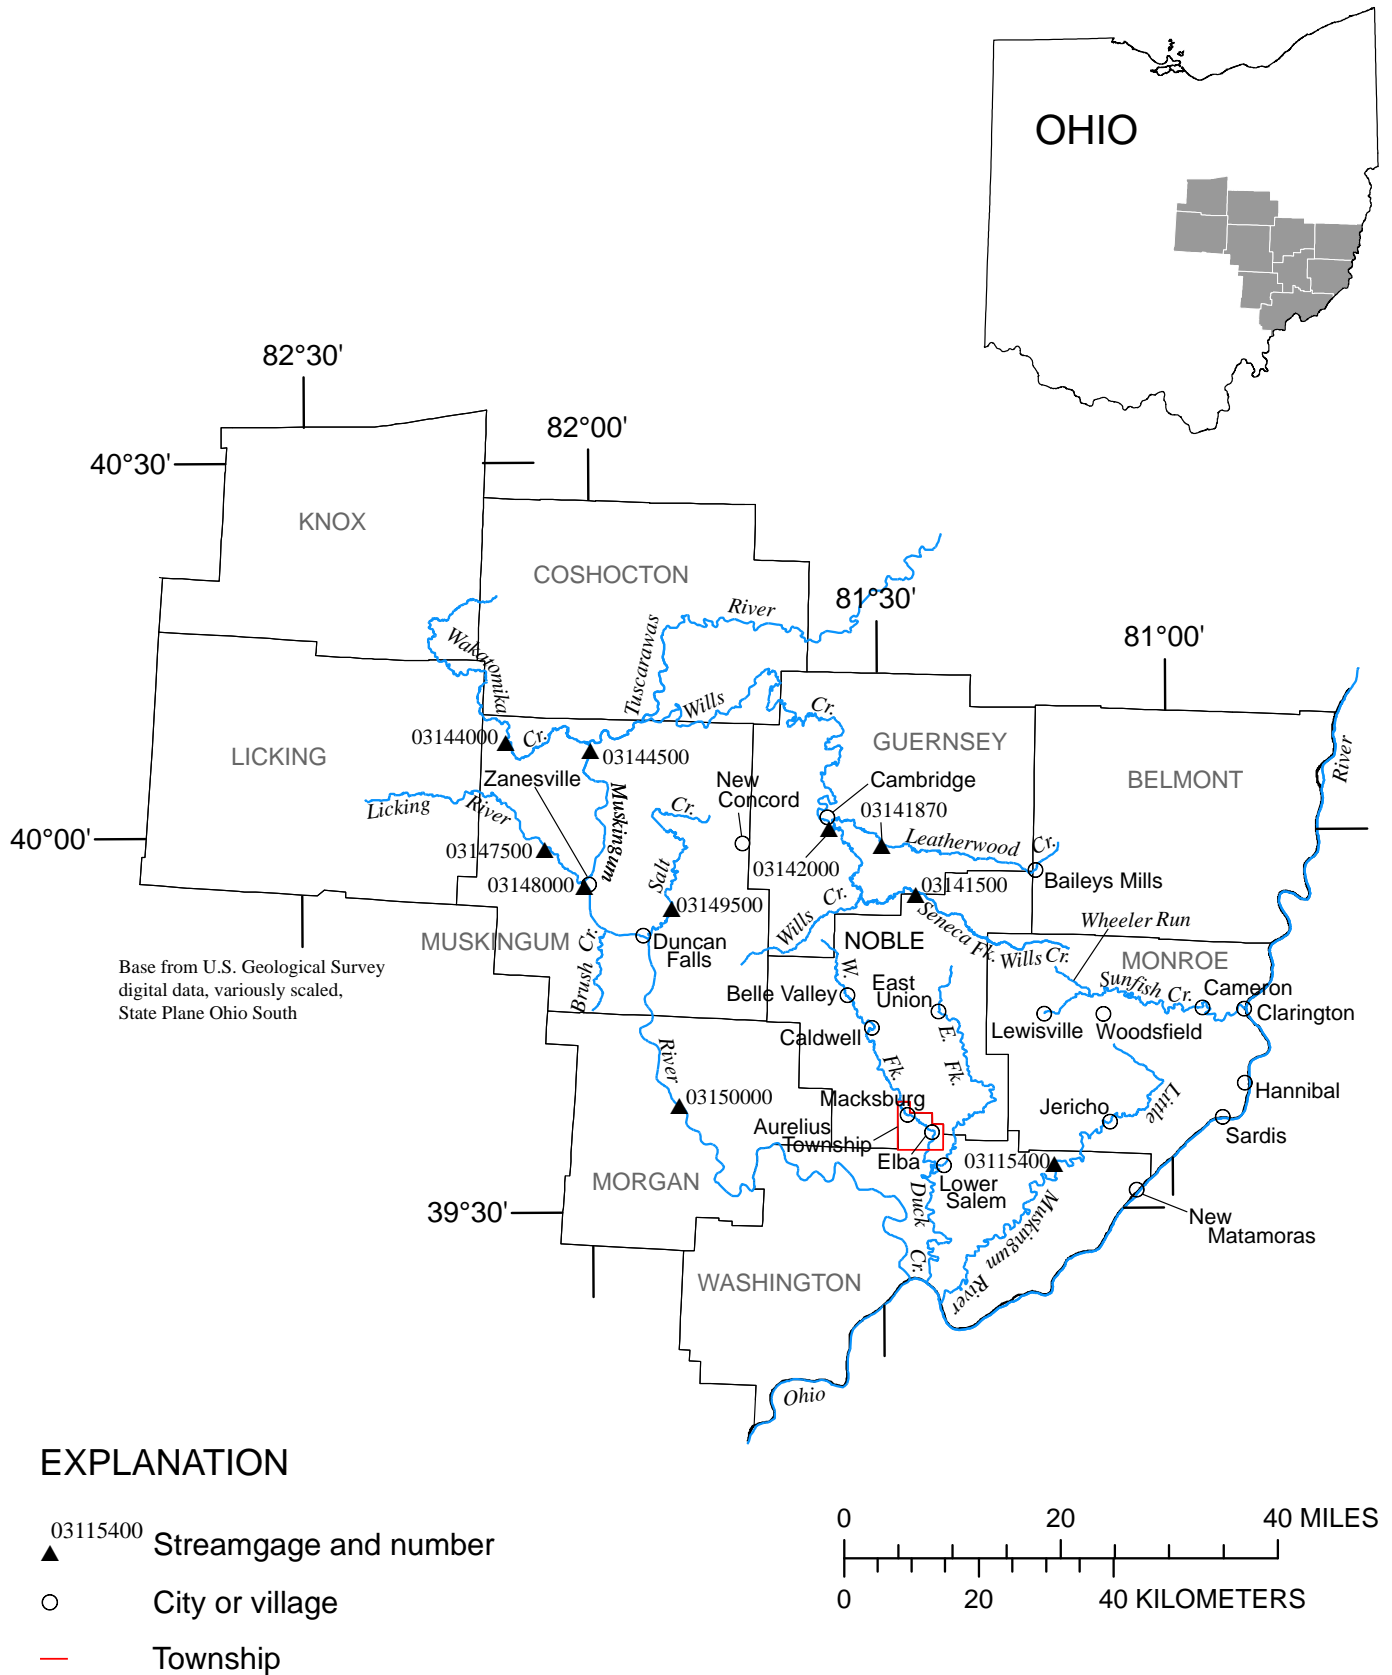 OHIO
82°30'
82°00'
40°30'
KNOX
COSHOCTON
81°30'
River
81°00'
Wakatomika
Tuscarawas
Wills
Cr.
River
LICKING
03144000
Cr.
03144500
GUERNSEY
BELMONT
Zanesville
New
Concord
Cambridge
03141870
Licking
River
Muskingum
Cr.
Leatherwood
Cr.
40°00'
03147500
03142000
03148000
Salt
03149500
Baileys Mills
03141500
Wills
Cr.
Seneca Fk.
Wills Cr.
Wheeler Run
MUSKINGUM
Brush Cr.
Duncan
Falls
NOBLE
MONROE
Base from U.S. Geological Survey
digital data, variously scaled,
State Plane Ohio South
W.
Fk.
Belle Valley
East
Union
E.
Fk.
Sunfish Cr.
Cameron
Clarington
Caldwell
Lewisville
Woodsfield
River
03150000
Macksburg
Hannibal
Jericho
Little
Sardis
Aurelius
Township
Elba
03115400
Lower
Salem
MORGAN
Duck
Cr.
Muskingum
River
39°30'
New
Matamoras
WASHINGTON
Ohio
EXPLANATION
03115400
Streamgage and number
City or village
Township
0 20 40 MILES
0 20 40 KILOMETERS